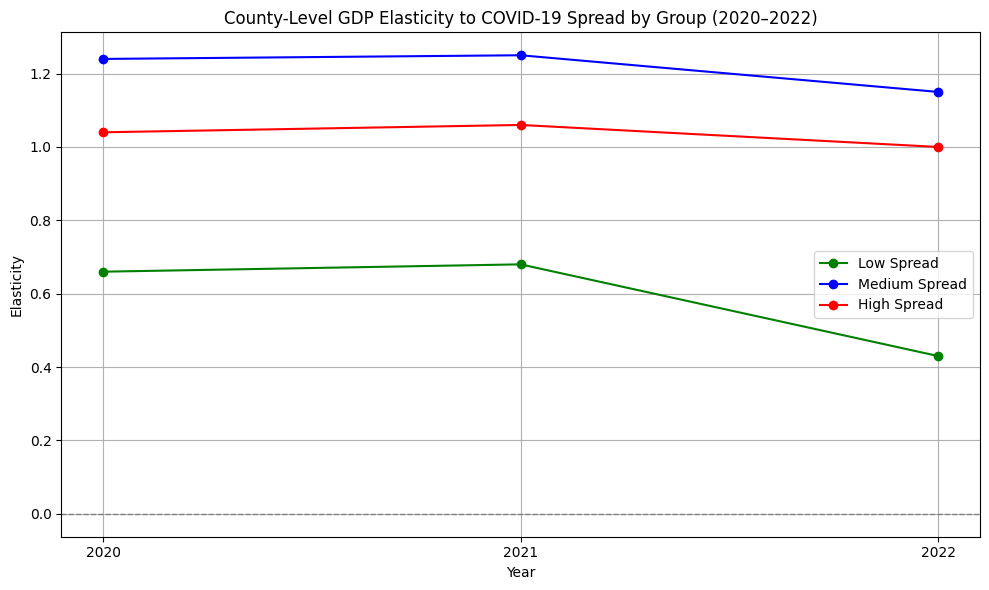 County-Level GDP Elasticity to COVID-19 Spread by Group (2020–2022)
Elasticity
1.2
1.0
0.8
0.6
0.4
0.2
0.0
Low Spread
Medium Spread
High Spread
2020 2021 2022
Year